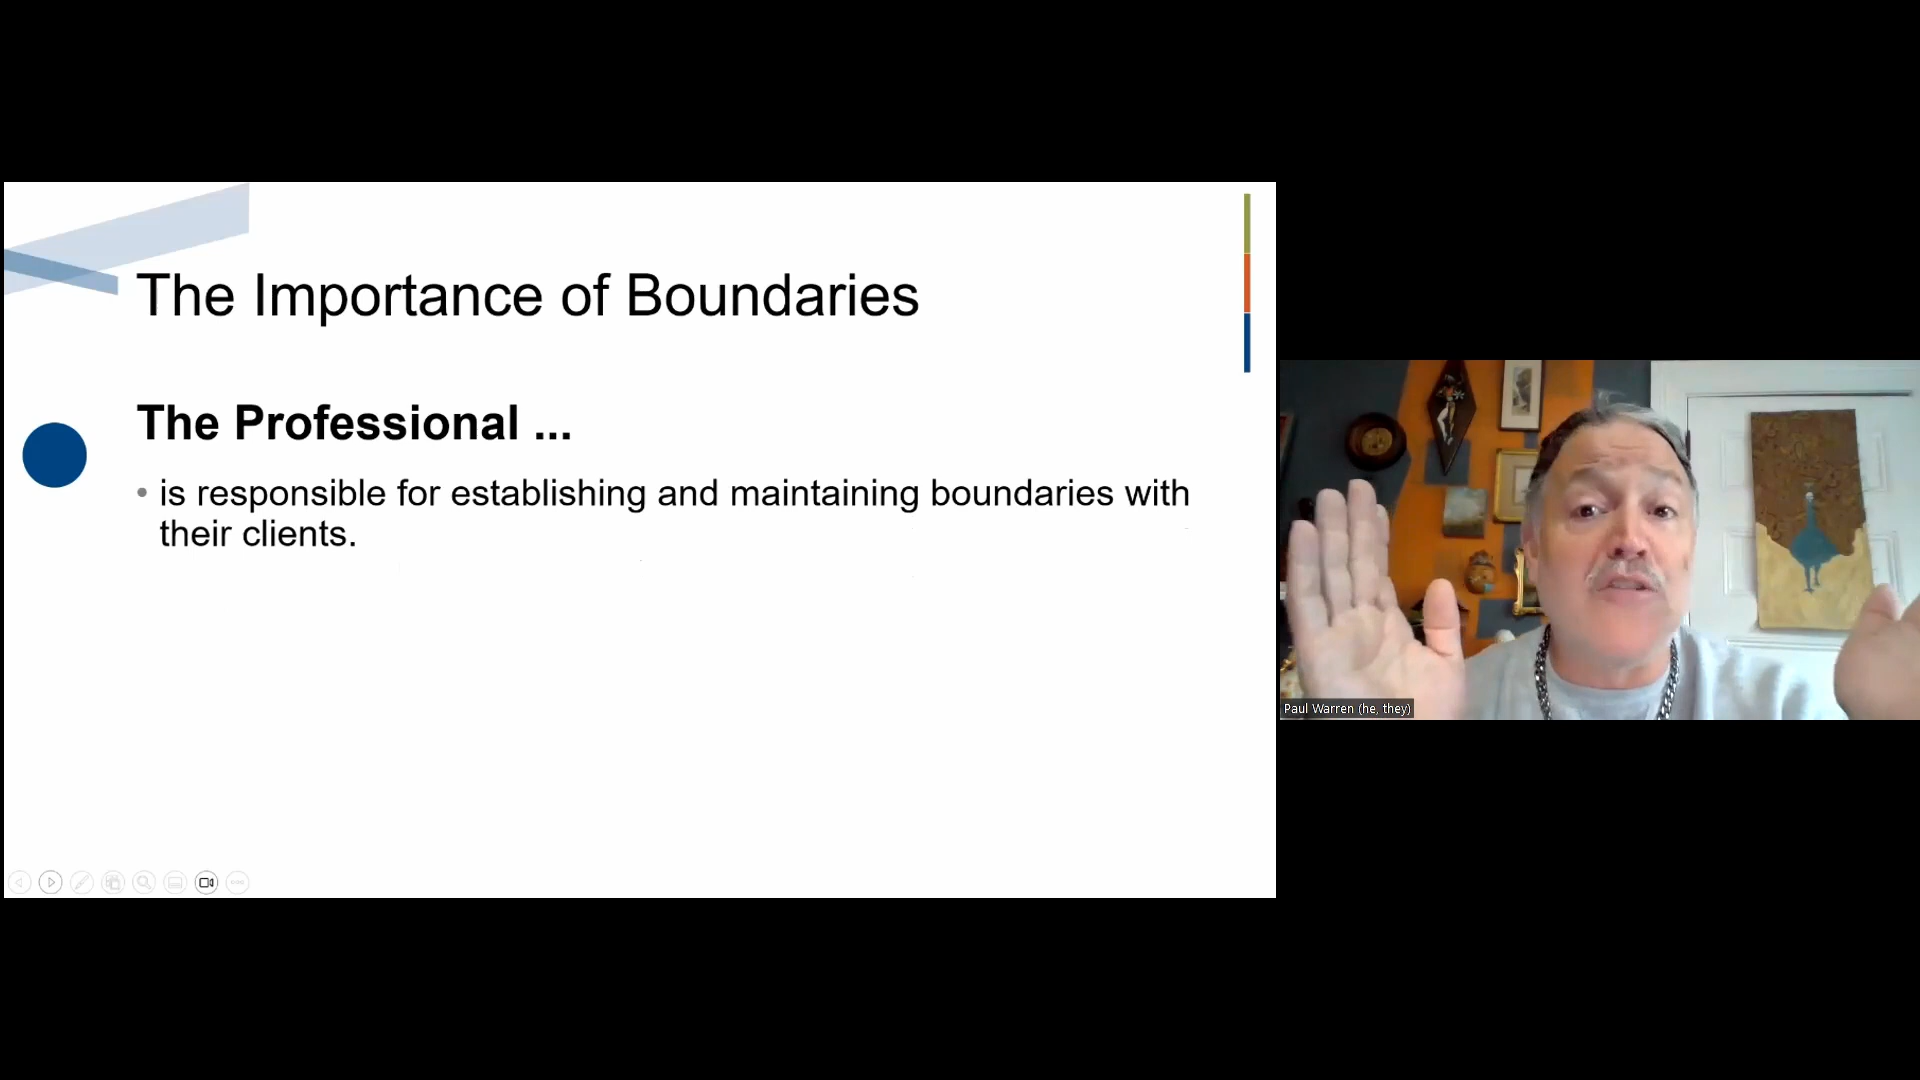 The Importance of Boundaries
The Professional ...
• is responsible for establishing and maintaining boundaries with
their clients.
Paul Warren (he, they)